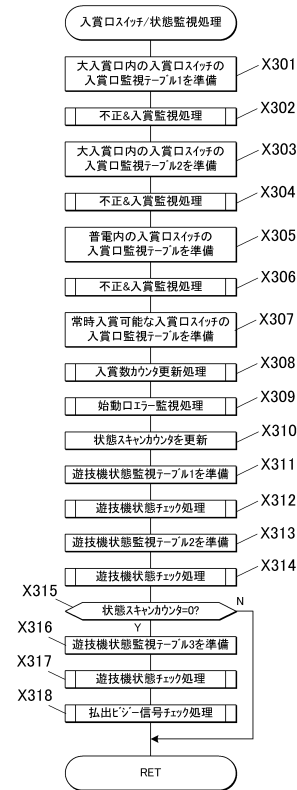 入賞口スイッチ/状態監視処理
大入賞口内の入賞口スイッチの
入賞口監視テーブル1を準備
X301
不正&入賞監視処理
X302
大入賞口内の入賞口スイッチの
入賞口監視テーブル2を準備
X303
不正&入賞監視処理
X304
普電内の入賞口スイッチの
入賞口監視テーブルを準備
X305
不正&入賞監視処理
X306
常時入賞可能な入賞口スイッチの
入賞口監視テーブルを準備
X307
入賞数カウンタ更新処理
X308
始動口エラー監視処理
X309
状態スキャンカウンタを更新
X310
遊技機状態監視テーブル1を準備
X311
遊技機状態チェック処理
X312
遊技機状態監視テーブル2を準備
X313
遊技機状態チェック処理
X314
X315
状態スキャンカウンタ=0?
N
Y
X316
遊技機状態監視テーブル3を準備
X317
遊技機状態チェック処理
X318
払出ビジー信号チェック処理
RET